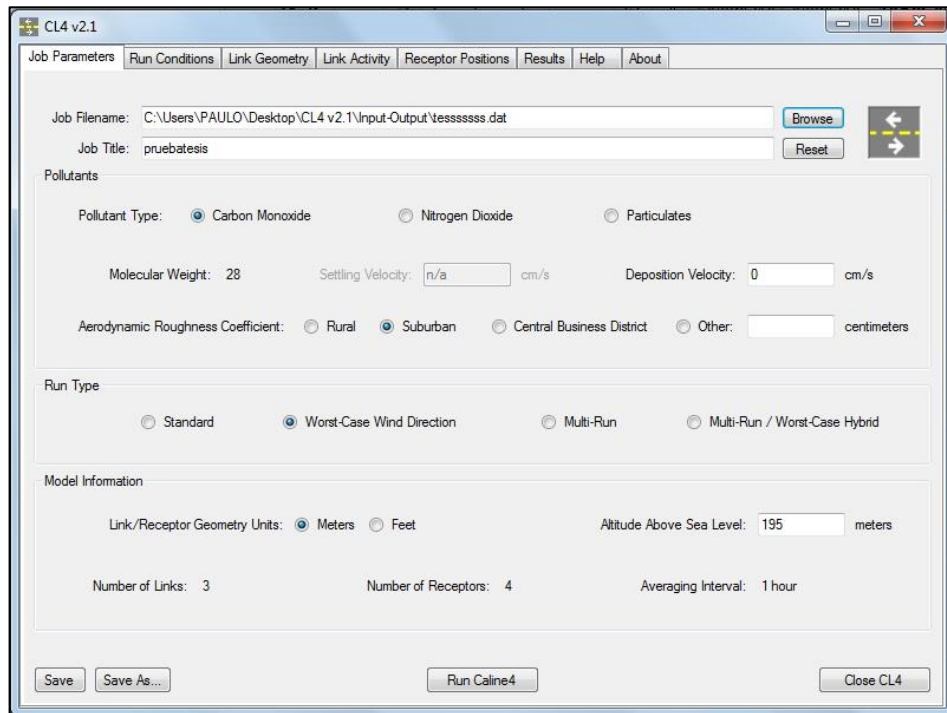 CL4 v2.1
Job Parameters Run Conditions Link Geometry Link Activity Receptor Positions Results Help About
Job Filename: C:\Users\PAULO\Desktop\CL4 v2.1\Input-Output\tesssssss.dat Browse
Job Title: pruebatesis Reset
Pollutants
Pollutant Type: Carbon Monoxide Nitrogen Dioxide Particulates
Molecular Weight: 28 Settling Velocity: n/a cm/s Deposition Velocity: 0 cm/s
Aerodynamic Roughness Coefficient: Rural Suburban Central Business District Other: centimeters
Run Type
Standard Worst-Case Wind Direction Multi-Run Multi-Run / Worst-Case Hybrid
Model Information
Link/Receptor Geometry Units: Meters Feet Altitude Above Sea Level: 195 meters
Number of Links: 3 Number of Receptors: 4 Averaging Interval: 1 hour
Save Save As... Run Caline4 Close CL4